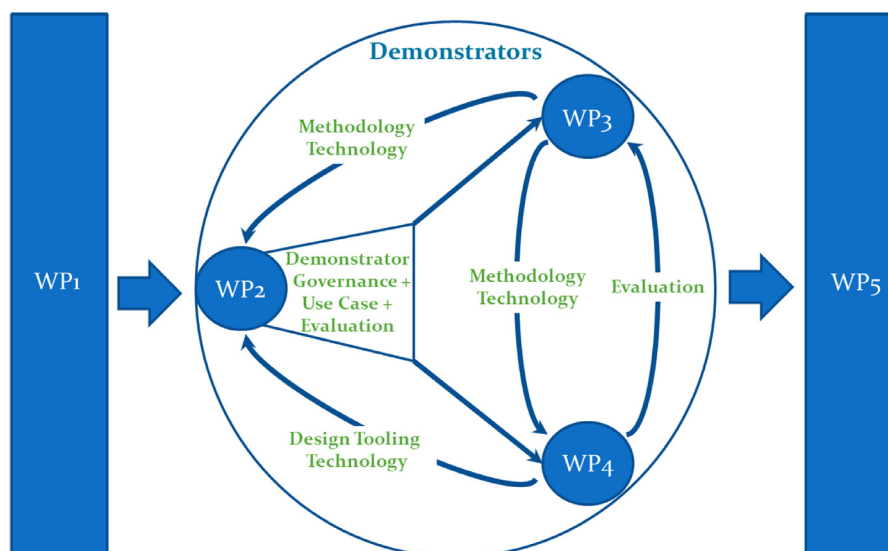 Demonstrators
WP3
Methodology
Technology
WP1
WP2
Demonstrator
Governance +
Use Case +
Evaluation
Methodology
Technology
Evaluation
WP5
Design Tooling
Technology
WP4